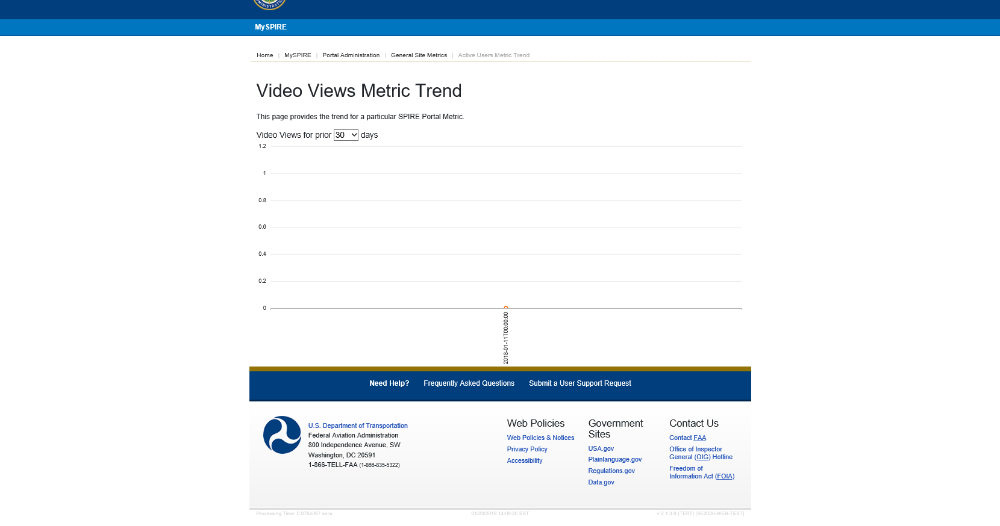 MINISTRATIO
MySPIRE
Home | MySPIRE | Portal Administration | General Site Metrics | Active Users Metric Trend
Video Views Metric Trend
This page provides the trend for a particular SPIRE Portal Metric.
Video Views for prior 30 days
1.2
1
0.8
0.6
0.4
0.2
0
2018-01-11T00:00:00
Need Help? Frequently Asked Questions Submit a User Support Request
U.S. Department of Transportation
Federal Aviation Administration
800 Independence Avenue, SW
Washington, DC 20591
1-866-TELL-FAA (1-866-835-5322)
Web Policies
Web Policies & Notices
Privacy Policy
Accessibility
Government
Sites
USA.gov
Plainlanguage.gov
Regulations.gov
Data.gov
Contact Us
Contact FAA
Office of Inspector
General (OIG) Hotline
Freedom of
Information Act (FOIA)
Processing Time: 0.0794097 secs
01/23/2018 14:09:20 EST
v 2.1.3.0 (TEST) [SE2020-WEB-TEST]